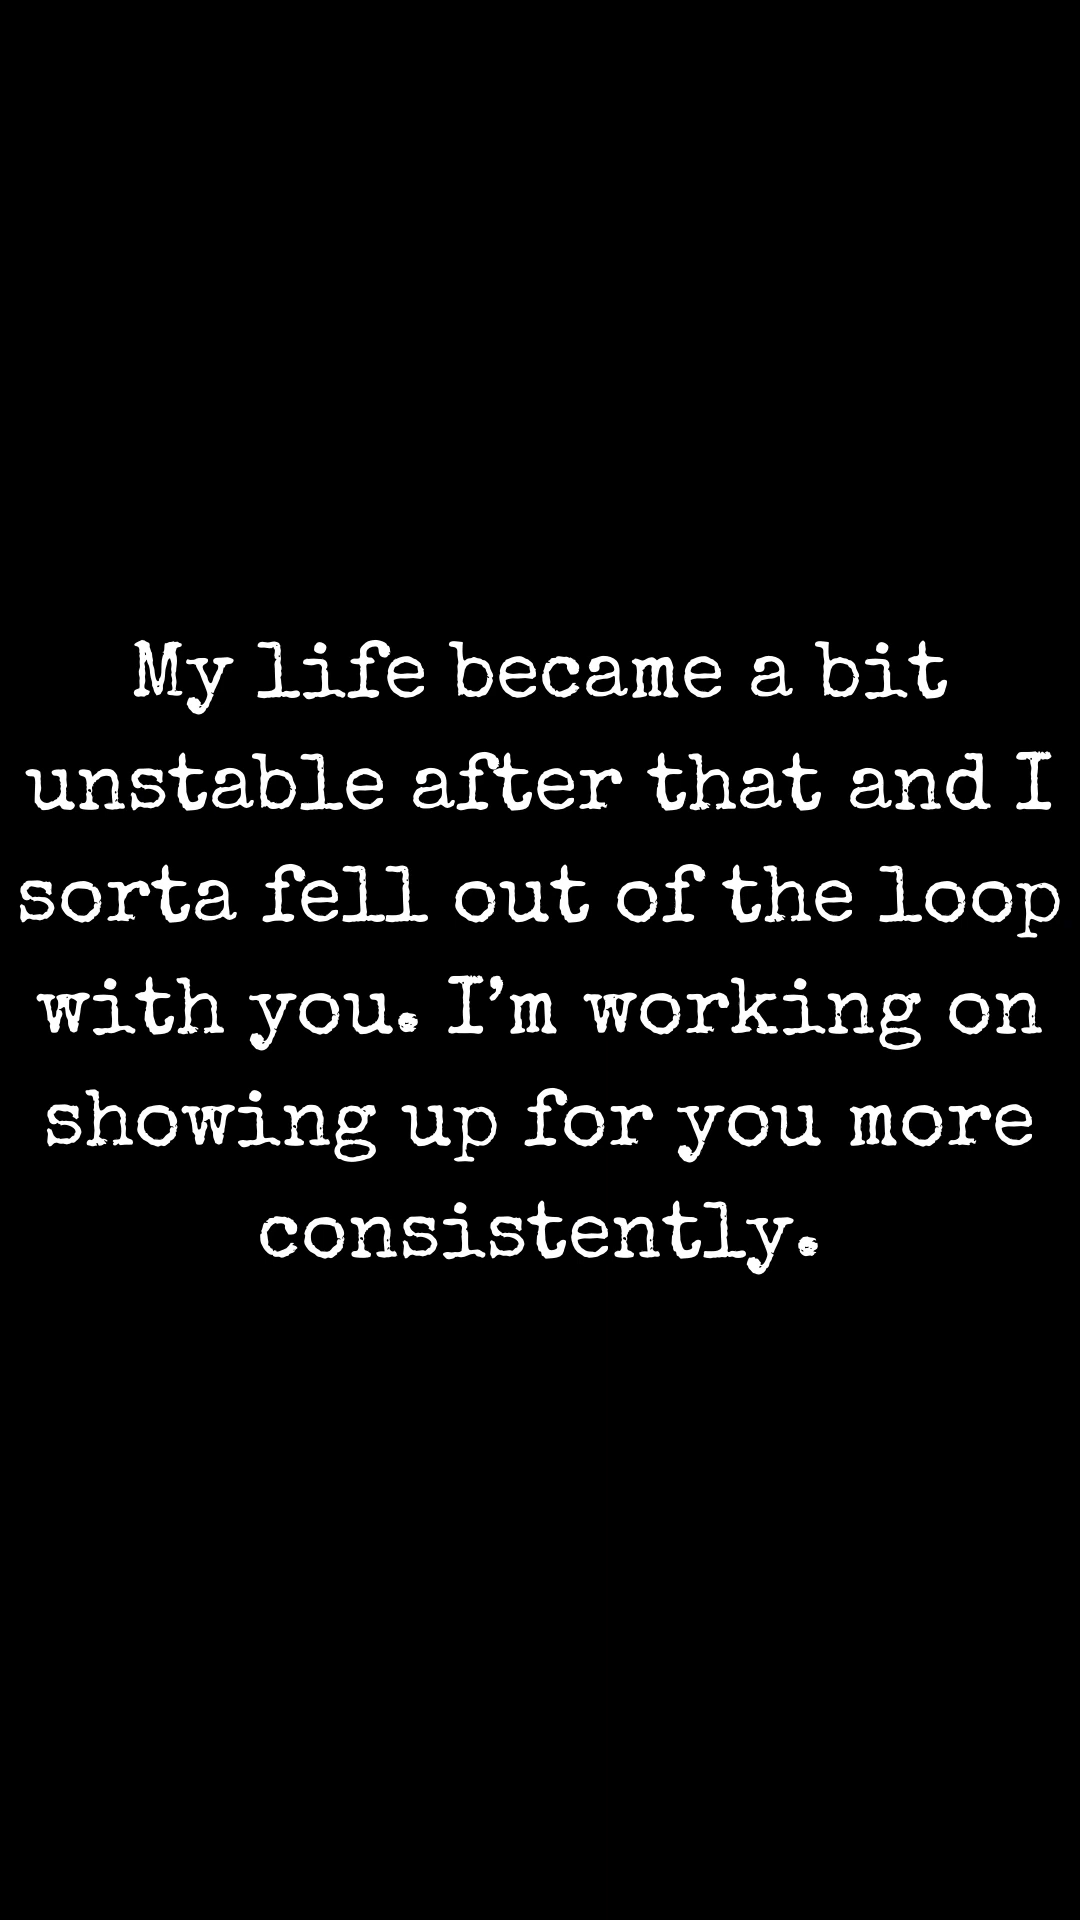 My life became a bit
unstable after that and I
sorta fell out of the loop
with you. I’m working on
showing up for you more
consistently.